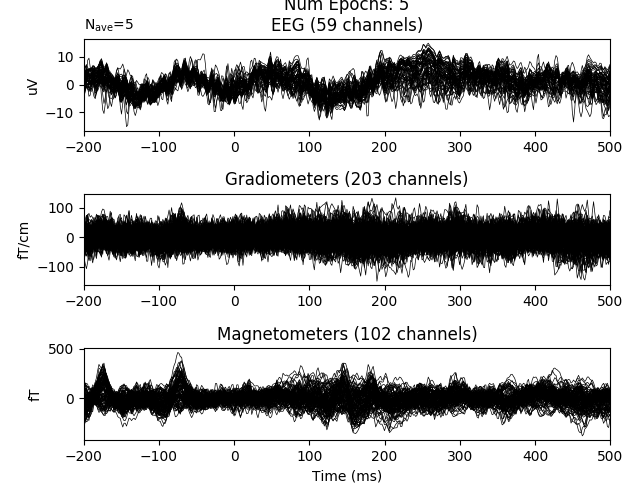 Num Epochs: 5
Nave=5
EEG (59 channels)
10
0
−10
uV
−200 −100 0 100 200 300 400 500
Gradiometers (203 channels)
100
0
−100
fT/cm
−200 −100 0 100 200 300 400 500
Magnetometers (102 channels)
500
0
fT
−200 −100 0 100 200 300 400 500
Time (ms)